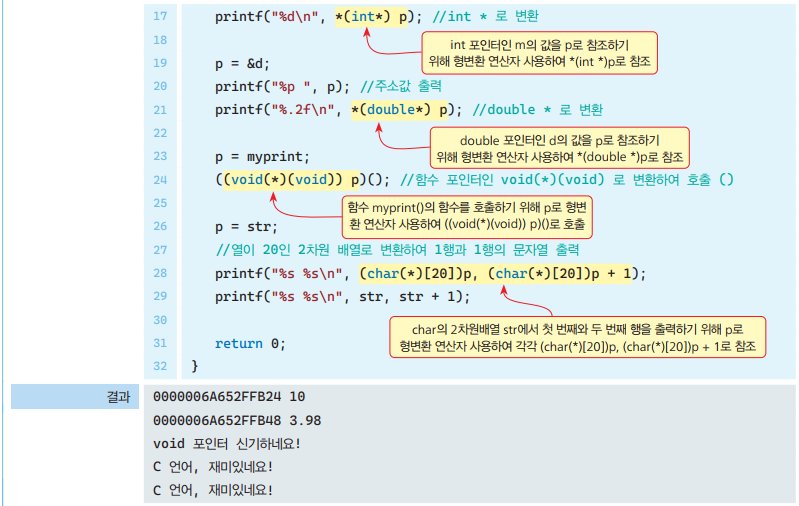 17 printf("%d\n", *(int*) p); //int * 로 변환
int 포인터인 m의 값을 p로 참조하기
위해 형변환 연산자 사용하여 *(int *)p로 참조
18
19 p = &d;
20 printf("%p ", p); //주소값 출력
21 printf("%.2f\n", *(double*) p); //double * 로 변환
double 포인터인 d의 값을 p로 참조하기
위해 형변환 연산자 사용하여 *(double *)p로 참조
22
23 p = myprint;
24 ((void(*)(void)) p)(); //함수 포인터인 void(*)(void) 로 변환하여 호출 ()
함수 myprint()의 함수를 호출하기 위해 p로 형변
환 연산자 사용하여 ((void(*)(void)) p)()로 호출
25
26 p = str;
27 //열이 20인 2차원 배열로 변환하여 1행과 1행의 문자열 출력
28 printf("%s %s\n", (char(*)[20])p, (char(*)[20])p + 1);
29 printf("%s %s\n", str, str + 1);
30
char의 2차원배열 str에서 첫 번째와 두 번째 행을 출력하기 위해 p로
형변환 연산자 사용하여 각각 (char(*)[20])p, (char(*)[20])p + 1로 참조
31 return 0;
32 }
결과
0000006A652FFB24 10
0000006A652FFB48 3.98
void 포인터 신기하네요!
C 언어, 재미있네요!
C 언어, 재미있네요!